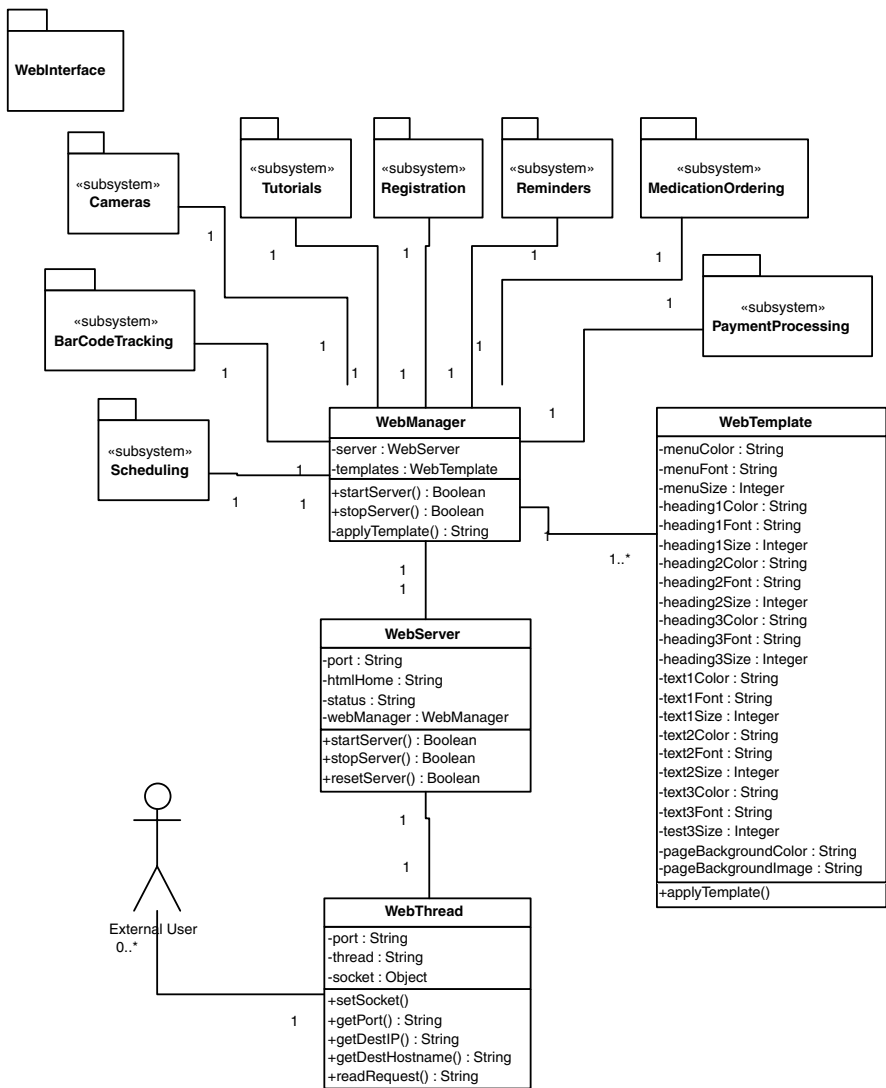 WebInterface
«subsystem»
Cameras
«subsystem»
Tutorials
«subsystem»
Registration
«subsystem»
Reminders
«subsystem»
MedicationOrdering
1
1
1
1
1
«subsystem»
BarCodeTracking
«subsystem»
PaymentProcessing
1
1
1
1
1
1
1
1
1
«subsystem»
Scheduling
1
1
1
1
WebManager
-server : WebServer
-templates : WebTemplate
+startServer() : Boolean
+stopServer() : Boolean
-applyTemplate() : String
1
1..*
WebTemplate
-menuColor : String
-menuFont : String
-menuSize : Integer
-heading1Color : String
-heading1Font : String
-heading1Size : Integer
-heading2Color : String
-heading2Font : String
-heading2Size : Integer
-heading3Color : String
-heading3Font : String
-heading3Size : Integer
-text1Color : String
-text1Font : String
-text1Size : Integer
-text2Color : String
-text2Font : String
-text2Size : Integer
-text3Color : String
-text3Font : String
-test3Size : Integer
-pageBackgroundColor : String
-pageBackgroundImage : String
+applyTemplate()
1
1
WebServer
-port : String
-htmlHome : String
-status : String
-webManager : WebManager
+startServer() : Boolean
+stopServer() : Boolean
+resetServer() : Boolean
1
1
External User
0..*
1
WebThread
-port : String
-thread : String
-socket : Object
+setSocket()
+getPort() : String
+getDestIP() : String
+getDestHostname() : String
+readRequest() : String